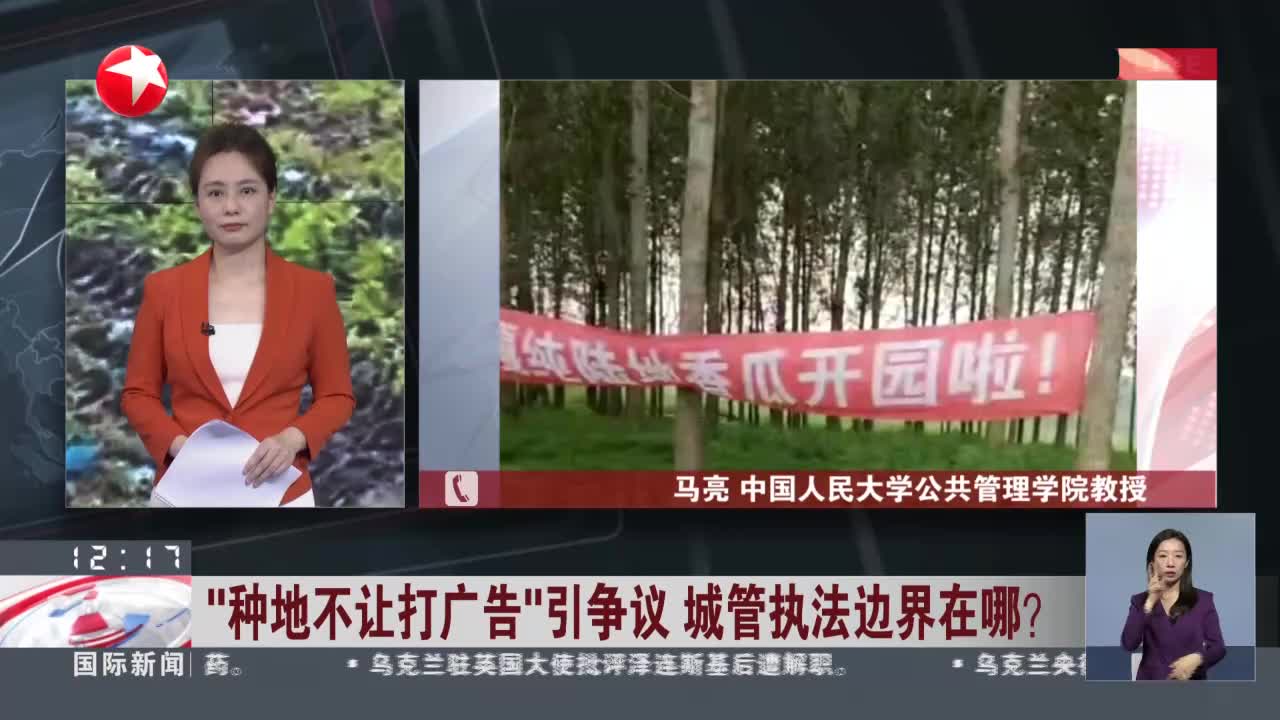 纯陆地香瓜开园啦！
马亮 中国人民大学公共管理学院教授
12:17
"种地不让打广告"引争议 城管执法边界在哪？
国际新闻 药。 •乌克兰驻英国大使批评泽连斯基后遭解职。 •乌克兰央